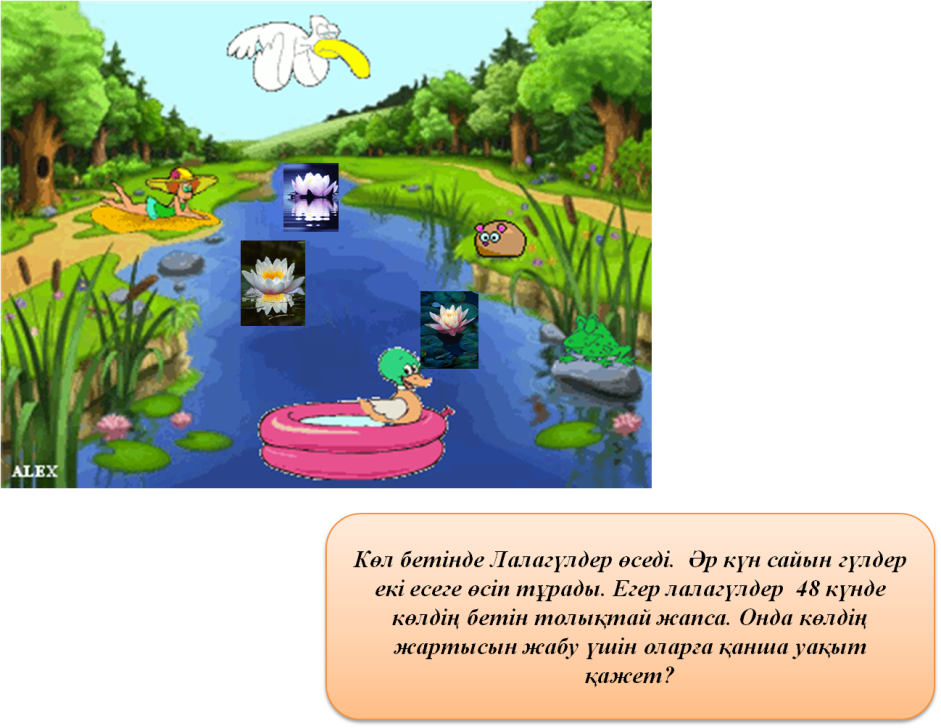 ALEX
Көл бетінде Лалагүлдер өседі. Әр күн сайын гүлдер
екі есеге өсіп тұрады. Егер лалагүлдер 48 күнде
көлдің бетін толықтай жапса. Онда көлдің
жартысын жабу үшін оларға қанша уақыт
қажет?